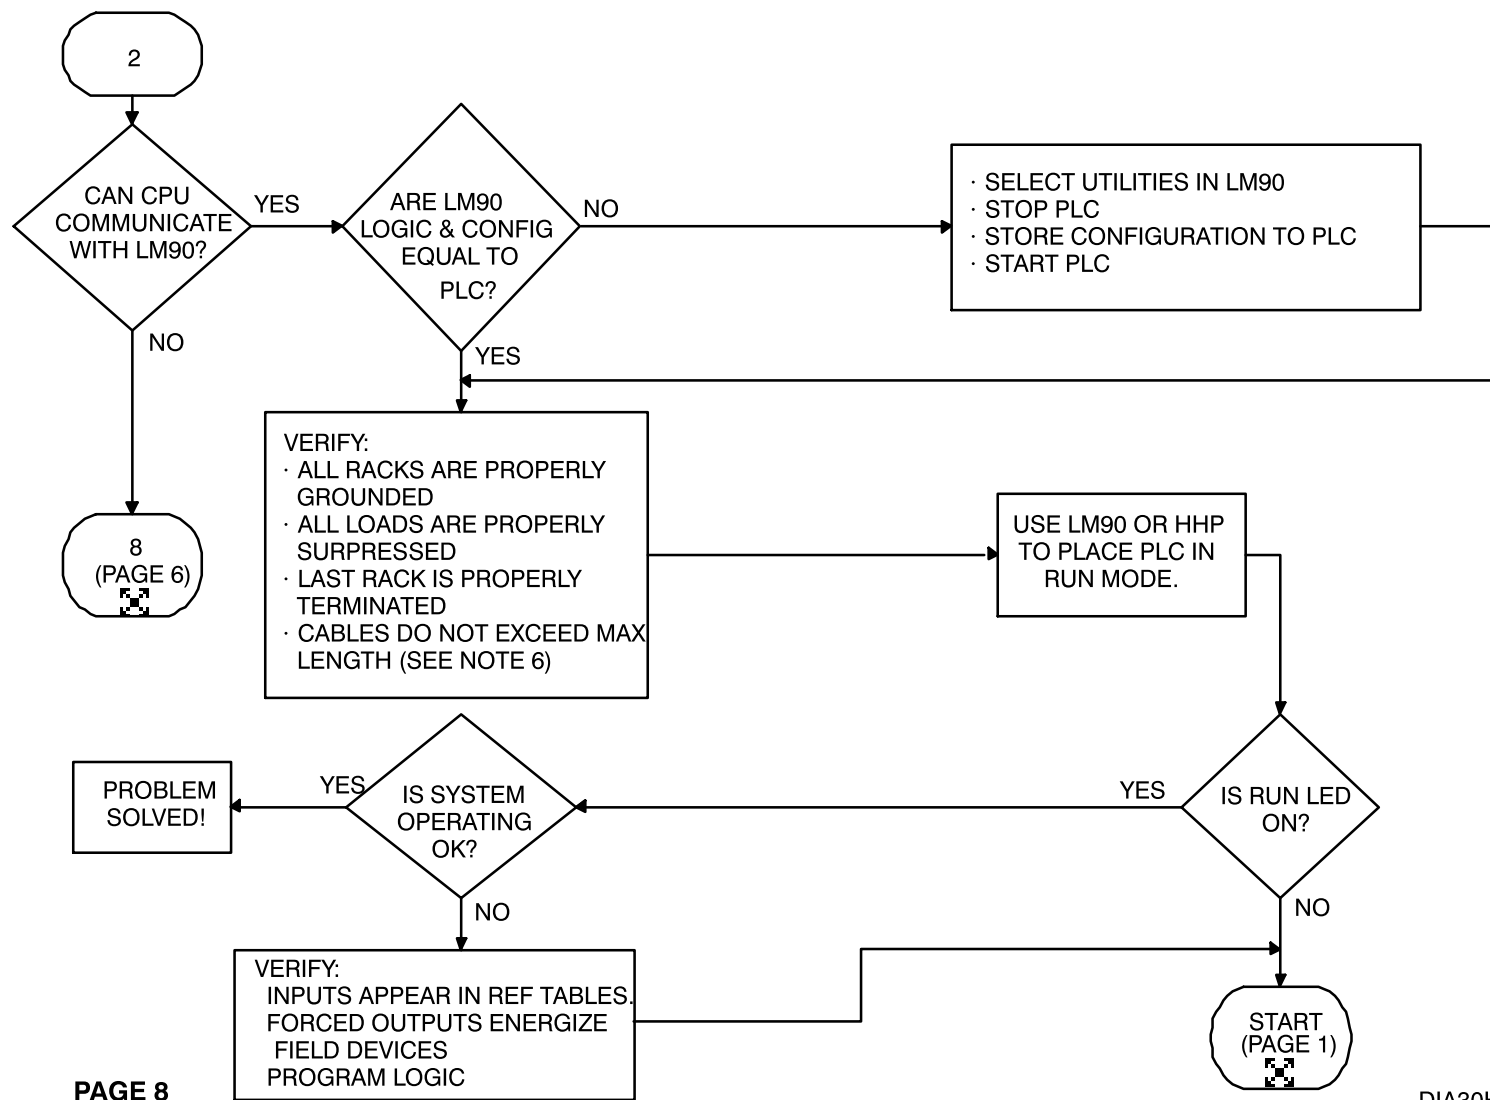 2
CAN CPU
COMMUNICATE
WITH LM90?
YES
NO
8
(PAGE 6)
ARE LM90
LOGIC & CONFIG
EQUAL TO
PLC?
NO
YES
· SELECT UTILITIES IN LM90
· STOP PLC
· STORE CONFIGURATION TO PLC
· START PLC
VERIFY:
· ALL RACKS ARE PROPERLY
GROUNDED
· ALL LOADS ARE PROPERLY
SURPRESSED
· LAST RACK IS PROPERLY
TERMINATED
· CABLES DO NOT EXCEED MAX
LENGTH (SEE NOTE 6)
USE LM90 OR HHP
TO PLACE PLC IN
RUN MODE.
IS RUN LED
ON?
YES
NO
IS SYSTEM
OPERATING
OK?
YES
NO
PROBLEM
SOLVED!
VERIFY:
INPUTS APPEAR IN REF TABLES.
FORCED OUTPUTS ENERGIZE
FIELD DEVICES
PROGRAM LOGIC
START
(PAGE 1)
PAGE 8